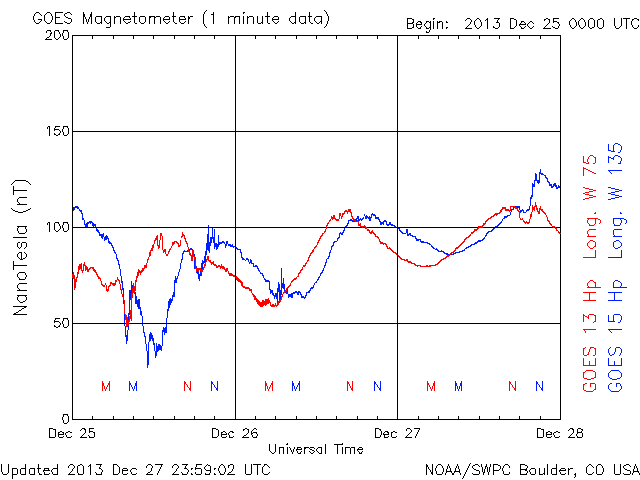 GOES Magnetometer (1 minute data)
Begin: 2013 Dec 25 0000 UTC
200
150
100
50
0
NanoTesla (nT)
M M N N M M N N M M N N
Dec 25 Dec 26 Dec 27 Dec 28
Universal Time
GOES 13 Hp Long. W 75
GOES 15 Hp Long. W 135
Updated 2013 Dec 27 23:59:02 UTC
NOAA/SWPC Boulder, CO USA